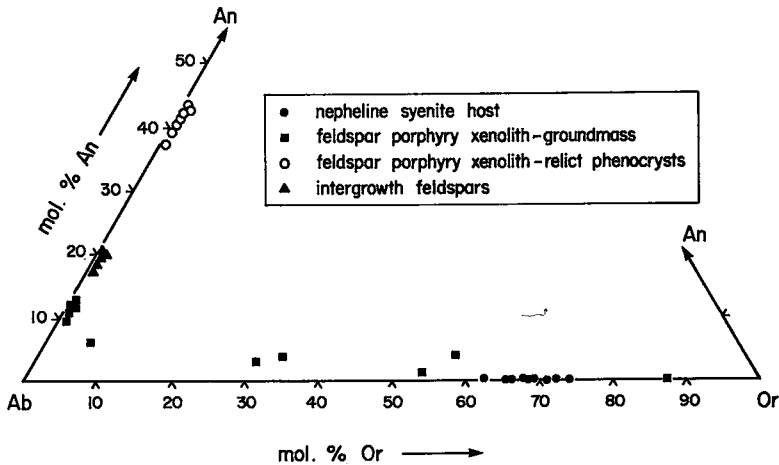 An
50
40
mol. % An
30
20
10
nepheline syenite host
feldspar porphyry xenolith-groundmass
feldspar porphyry xenolith-relict phenocrysts
intergrowth feldspars
An
Ab 10 20 30 40 50 60 70 80 90 Or
mol. % Or